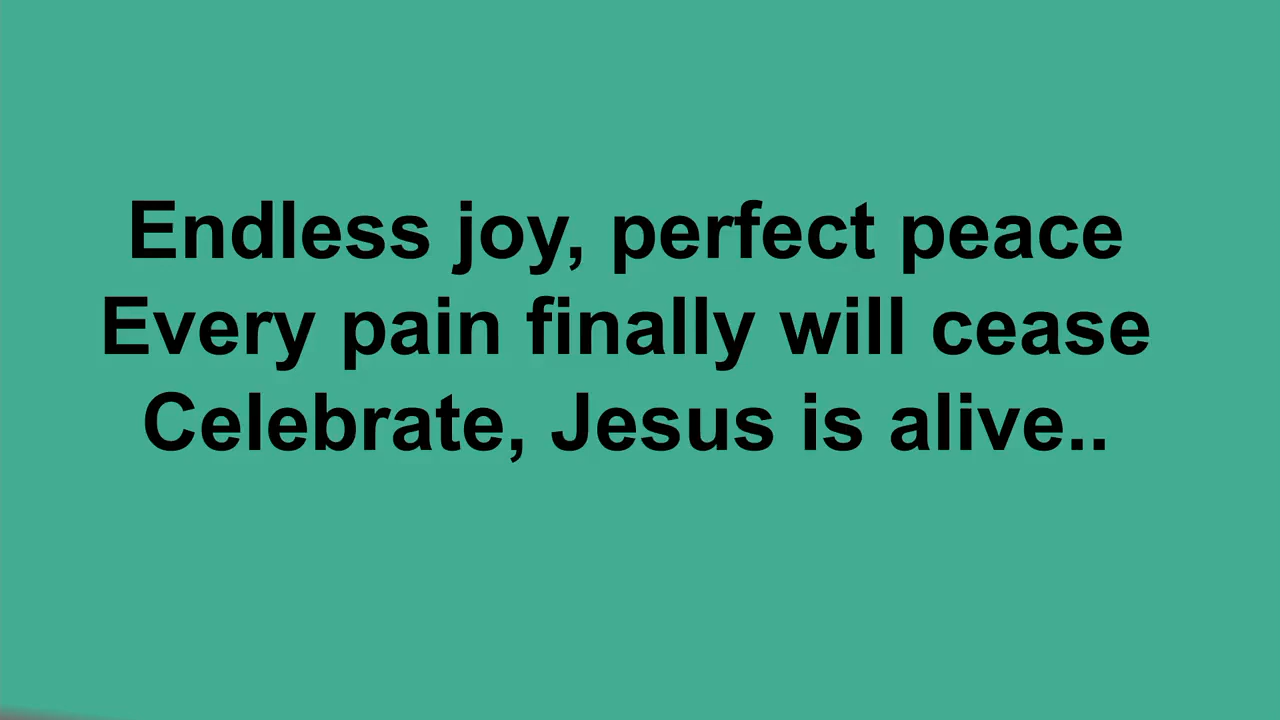 Endless joy, perfect peace
Every pain finally will cease
Celebrate, Jesus is alive..